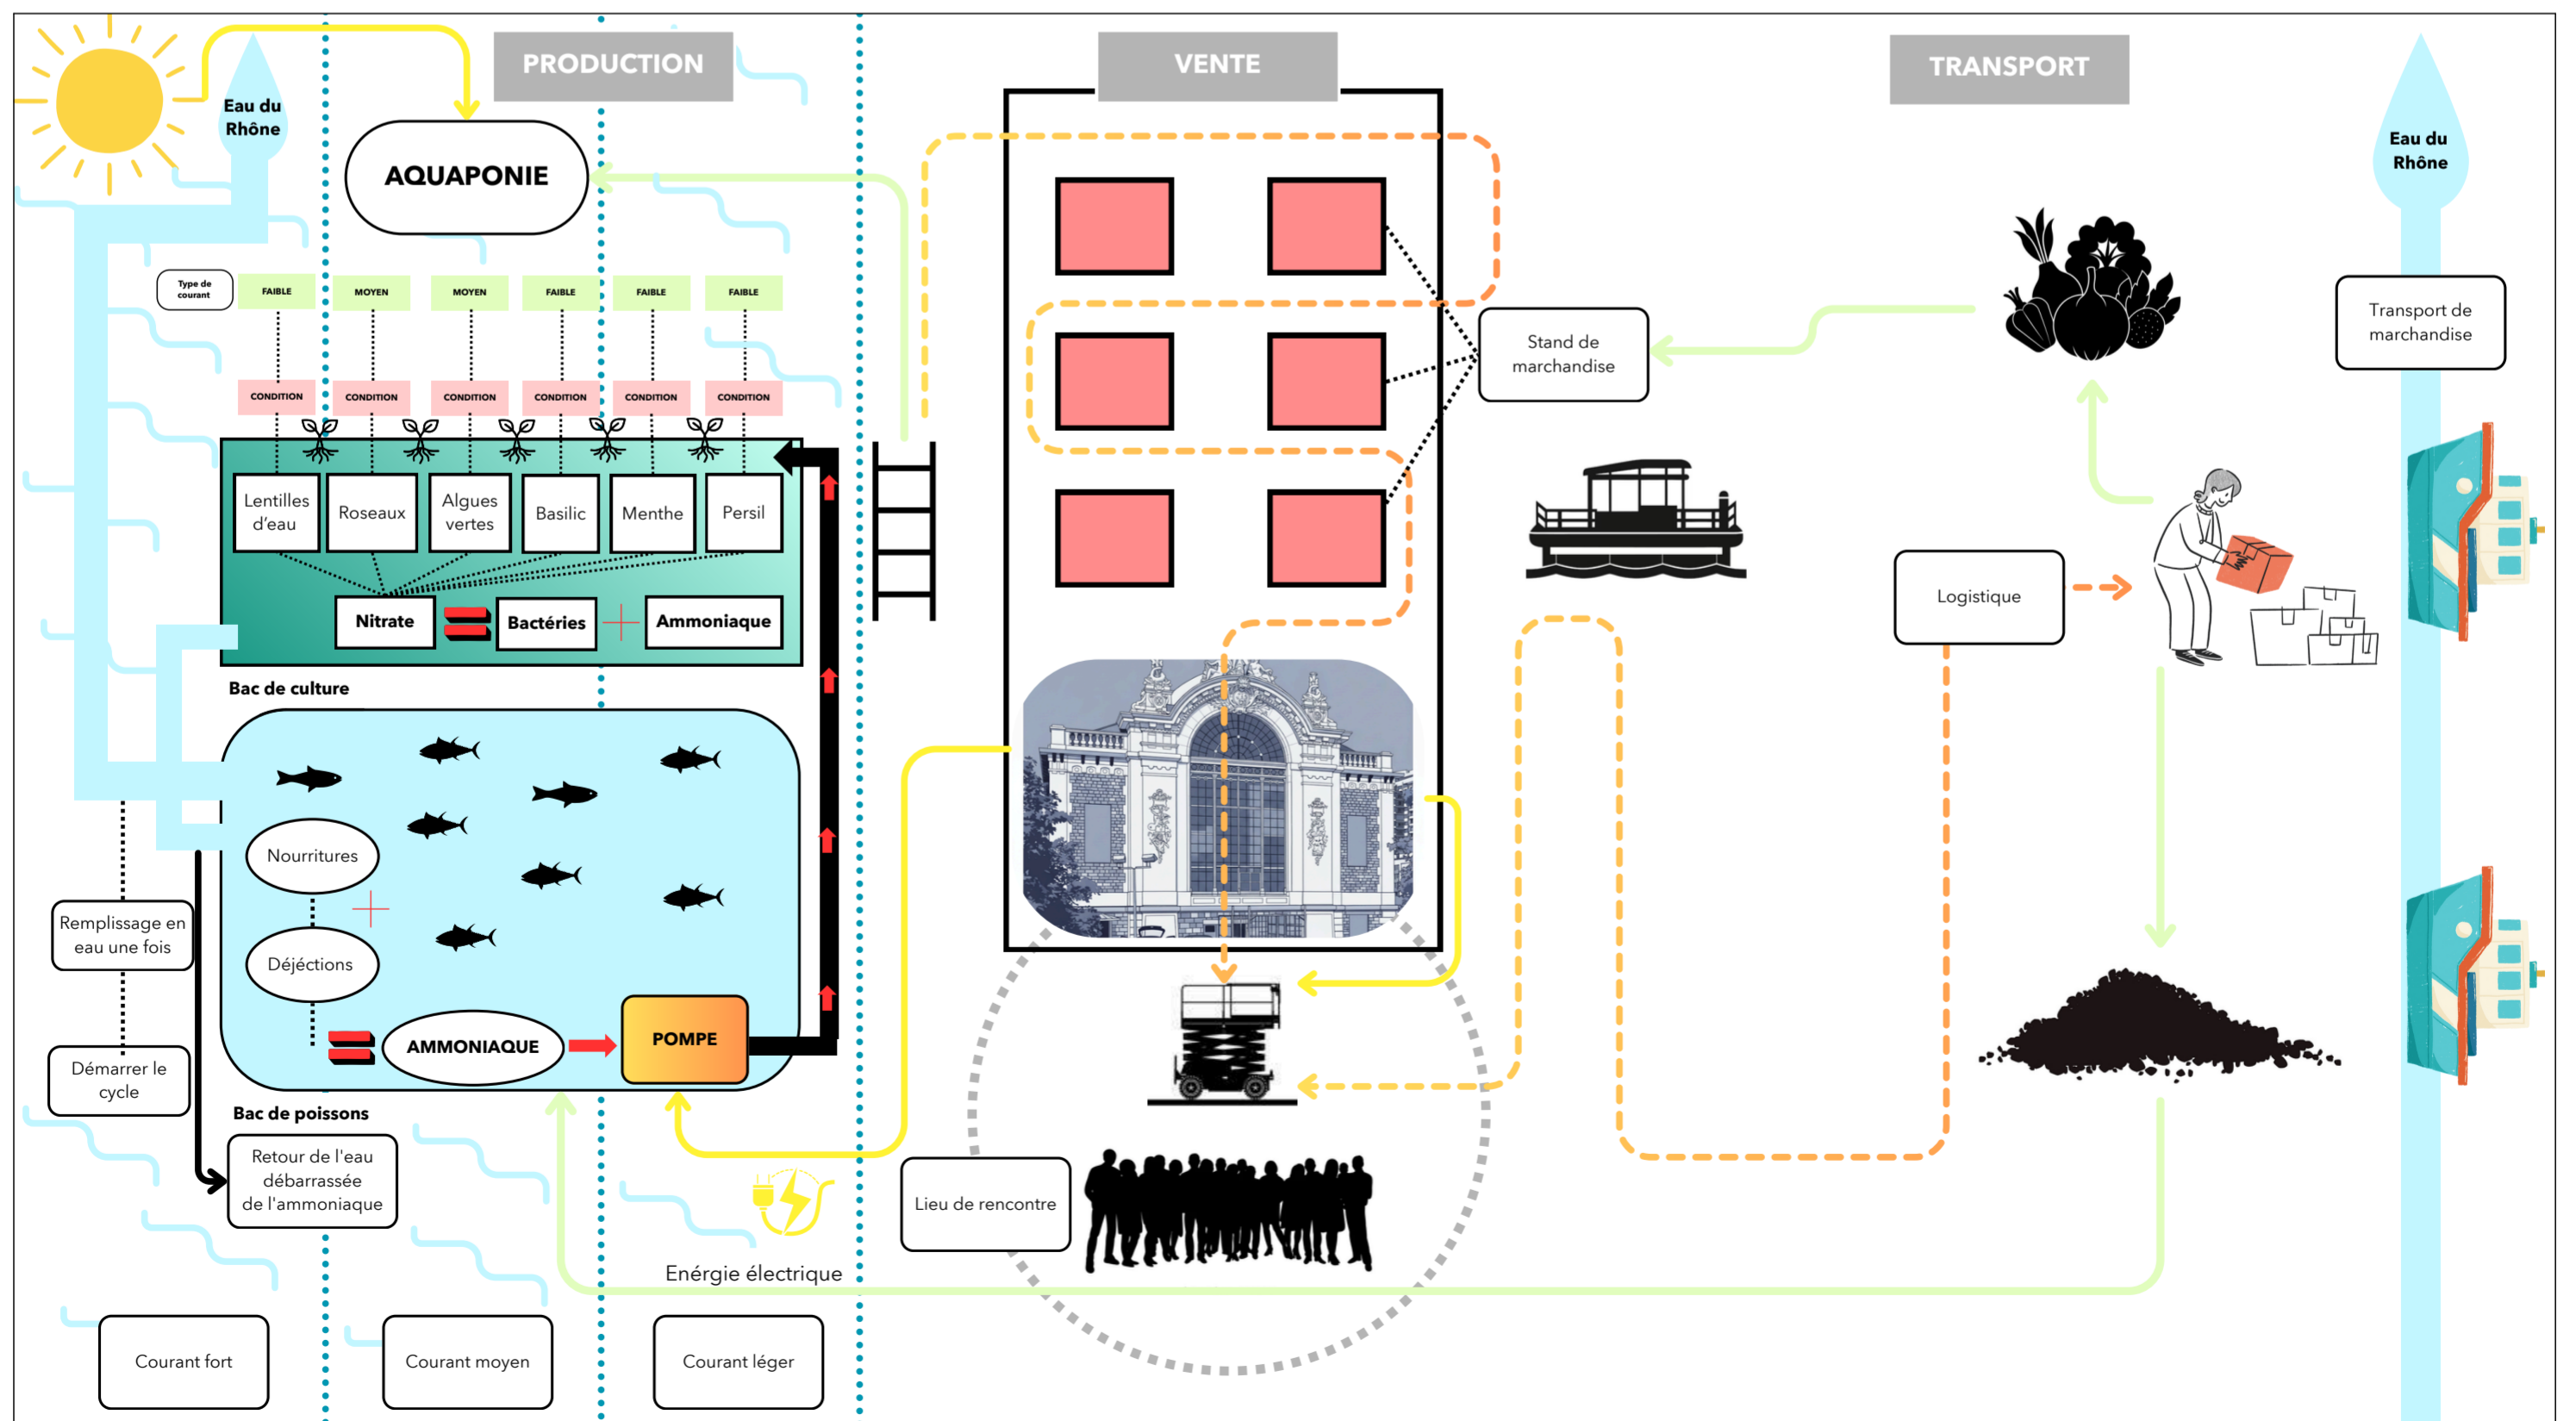 PRODUCTION
VENTE
TRANSPORT
Eau du
Rhône
AQUAPONIE
Eau du
Rhône
Type de
courant
FAIBLE
MOYEN
MOYEN
FAIBLE
FAIBLE
FAIBLE
CONDITION
CONDITION
CONDITION
CONDITION
CONDITION
CONDITION
Lentilles
d'eau
Roseaux
Algues
vertes
Basilic
Menthe
Persil
Nitrate
Bactéries
Ammoniaque
Bac de culture
Nourritures
Déjéctions
AMMONIAQUE
POMPE
Remplissage en
eau une fois
Démarrer le
cycle
Bac de poissons
Retour de l'eau
débarrassée
de l'ammoniaque
Enérgie électrique
Courant fort
Courant moyen
Courant léger
Stand de
marchandise
Lieu de rencontre
Logistique
Transport de
marchandise